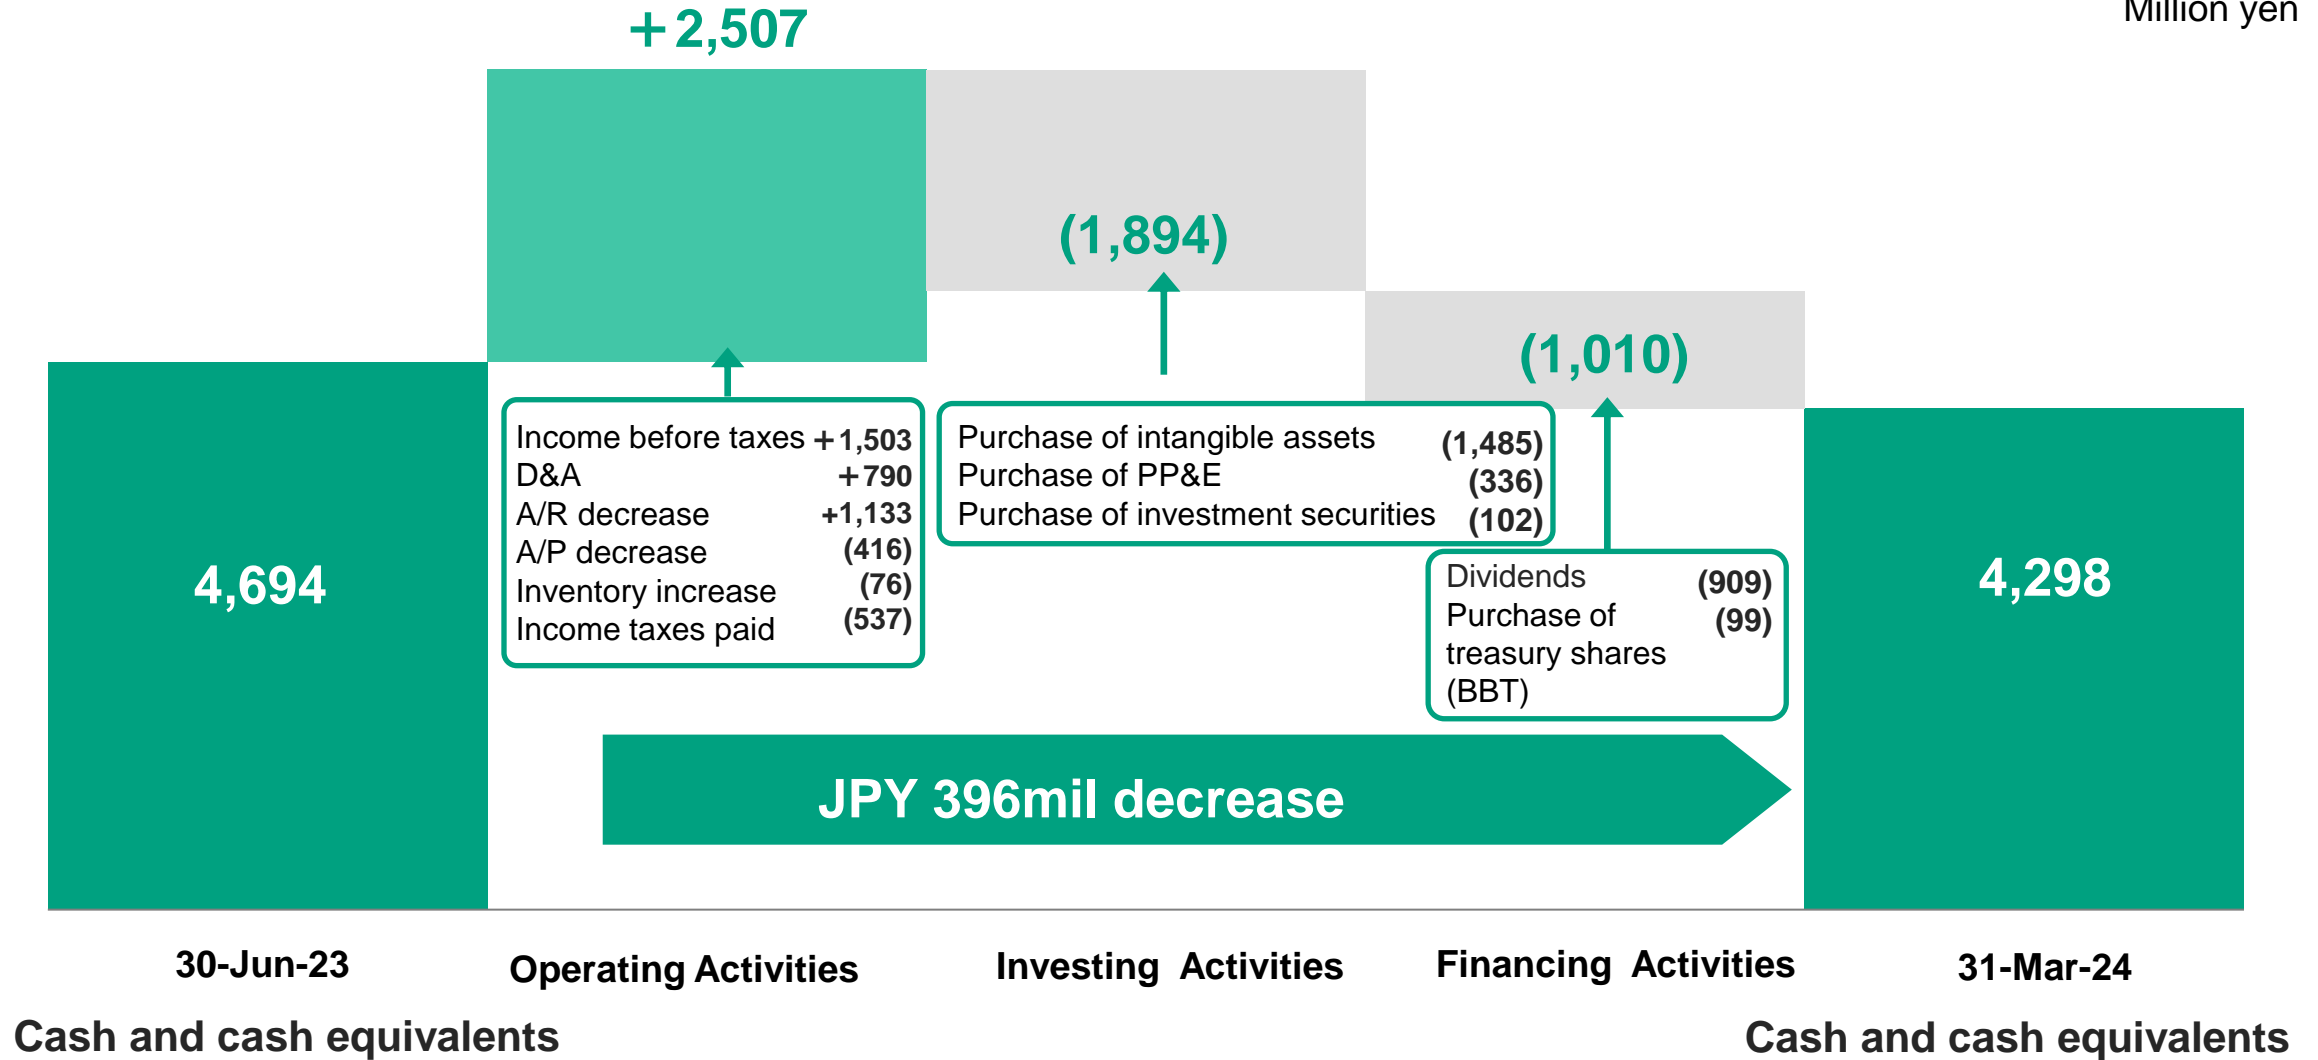 Million yen
＋2,507
(1,894)
(1,010)
Income before taxes ＋1,503
D&A ＋790
A/R decrease +1,133
A/P decrease (416)
Inventory increase (76)
Income taxes paid (537)
Purchase of intangible assets (1,485)
Purchase of PP&E (336)
Purchase of investment securities (102)
Dividends (909)
Purchase of (99)
treasury shares
(BBT)
4,694
4,298
JPY 396mil decrease
30-Jun-23
Operating Activities
Investing Activities
Financing Activities
31-Mar-24
Cash and cash equivalents
Cash and cash equivalents